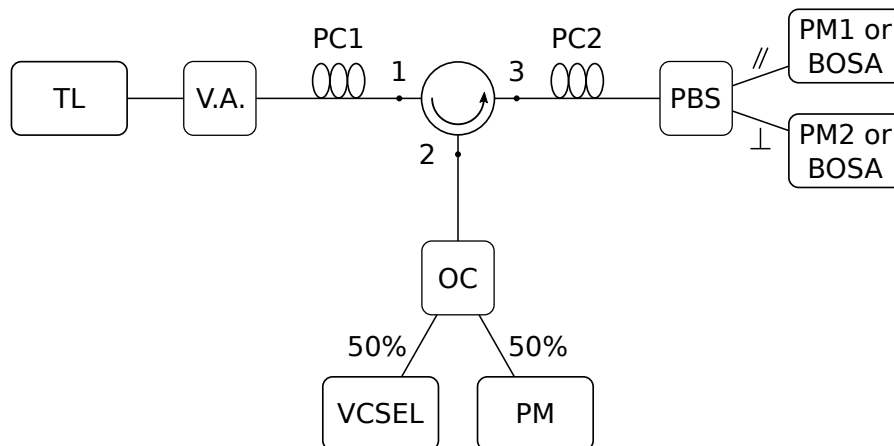 PC1
PC2
PM1 or
BOSA
1
3
//
TL
V.A.
PBS
2
⊥
PM2 or
BOSA
OC
50%
50%
VCSEL
PM